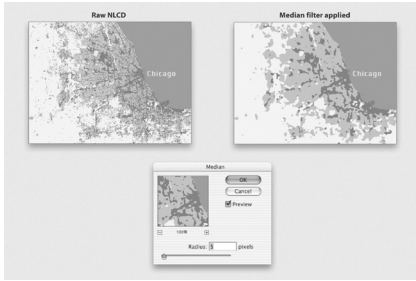 Raw NLCD
Median filter applied
Chicago
Chicago
Median
OK
Cancel
Preview
100%
Radius: 5 pixels